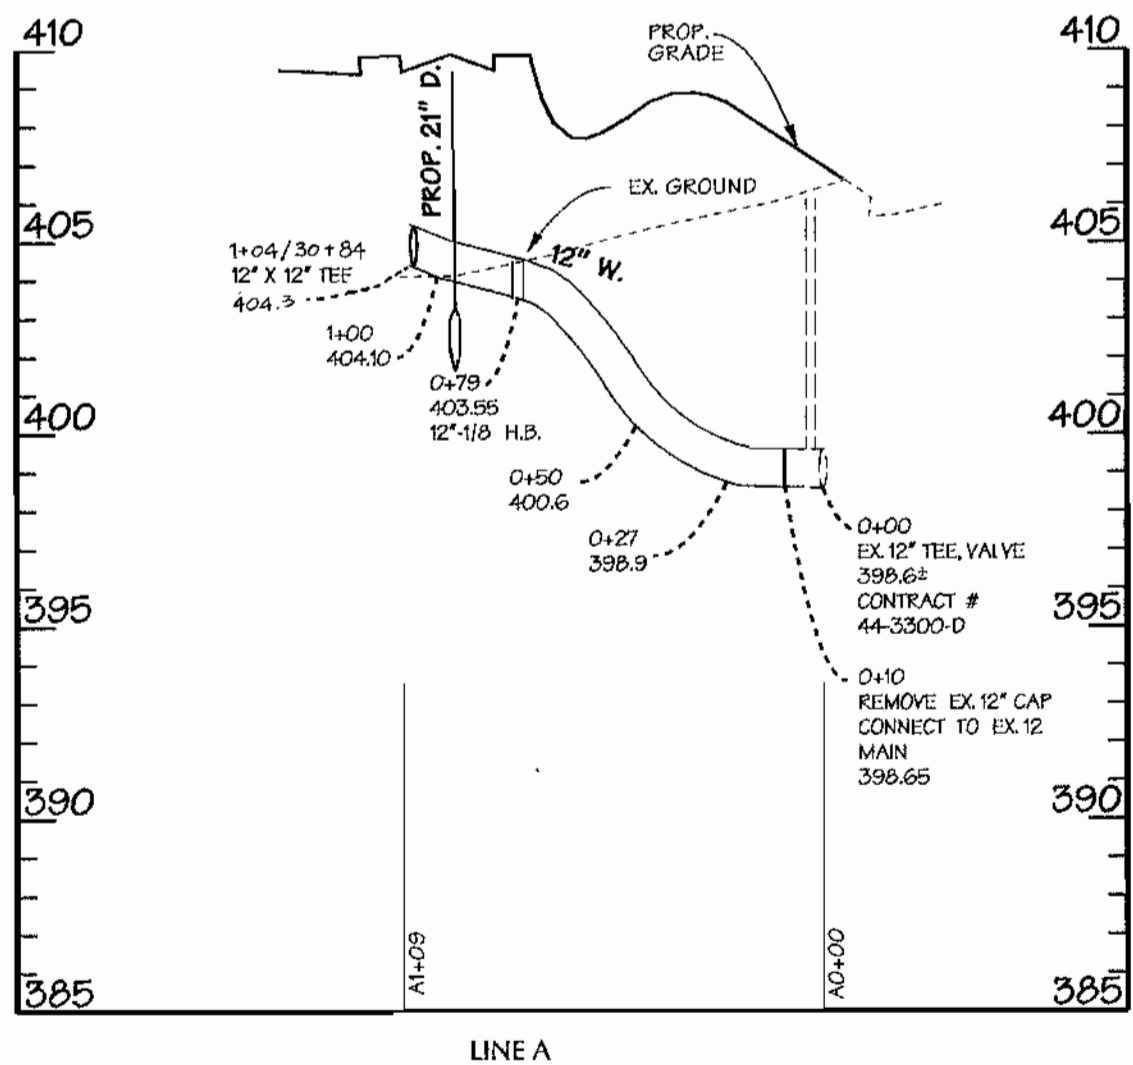 410
410
PROP.
GRADE
PROP. 21" D.
EX. GROUND
405
405
12" W.
1+04/30+84
12" X 12" TEE
404.3
1+00
404.10
0+79
403.55
12"-1/8 H.B.
400
400
0+50
400.6
0+27
398.9
0+00
EX. 12" TEE, VALVE
398.6±
CONTRACT #
44-3300-D
395
395
0+10
REMOVE EX. 12" CAP
CONNECT TO EX. 12
MAIN
398.65
390
390
A1+09
A0+00
385
385
LINE A